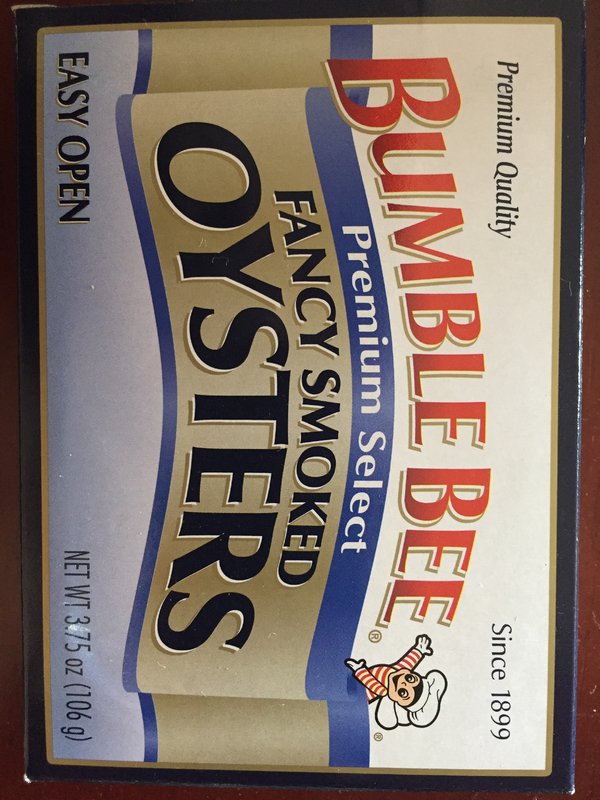 Premium Quality
Since 1899
BUMBLE BEE®
®
Premium Select
FANCY SMOKED
OYSTERS
EASY OPEN
NET WT 3.75 oz (106 g)